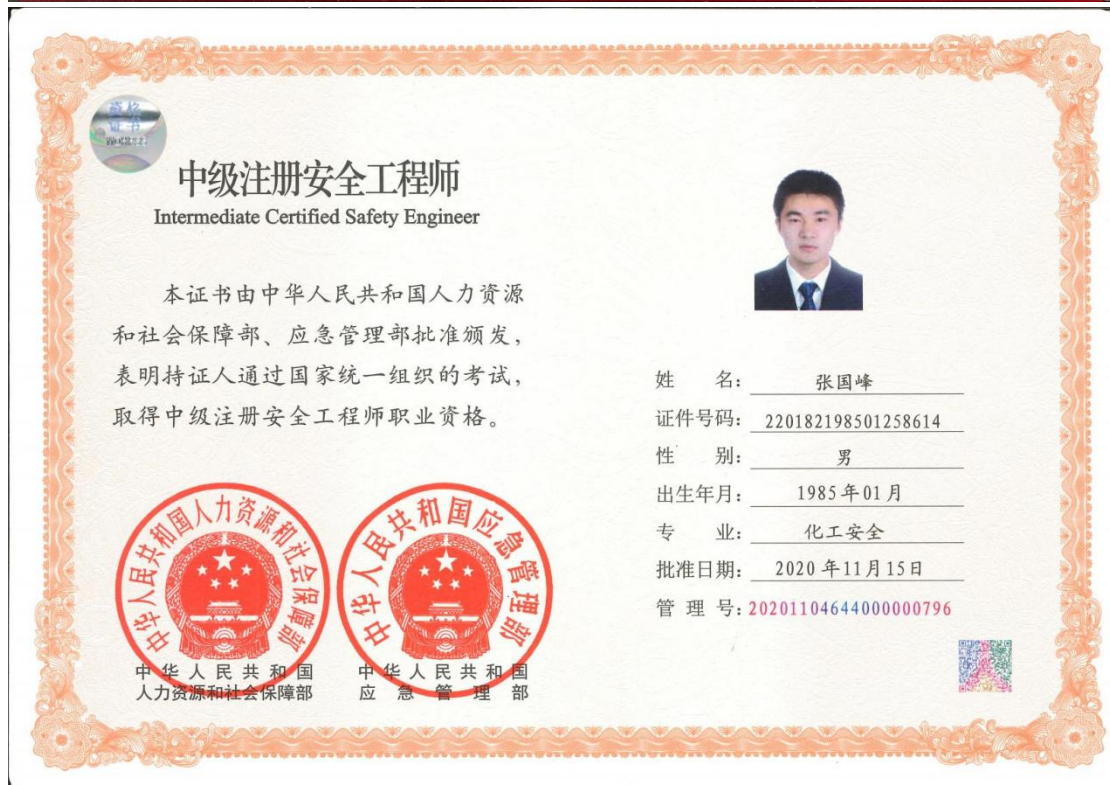 资格
证书
中级注册安全工程师
Intermediate Certified Safety Engineer
本证书由中华人民共和国人力资源
和社会保障部、应急管理部批准颁发，
表明持证人通过国家统一组织的考试，
取得中级注册安全工程师职业资格。
姓 名： 张国峰
证件号码： 220182198501258614
性 别： 男
出生年月： 1985年01月
专 业： 化工安全
批准日期： 2020年11月15日
管 理 号：20201104644000000796
中华人民共和国人力资源和社会保障部
中华人民共和国应急管理部
中华人民共和国
人力资源和社会保障部
中华人民共和国
应急管理部